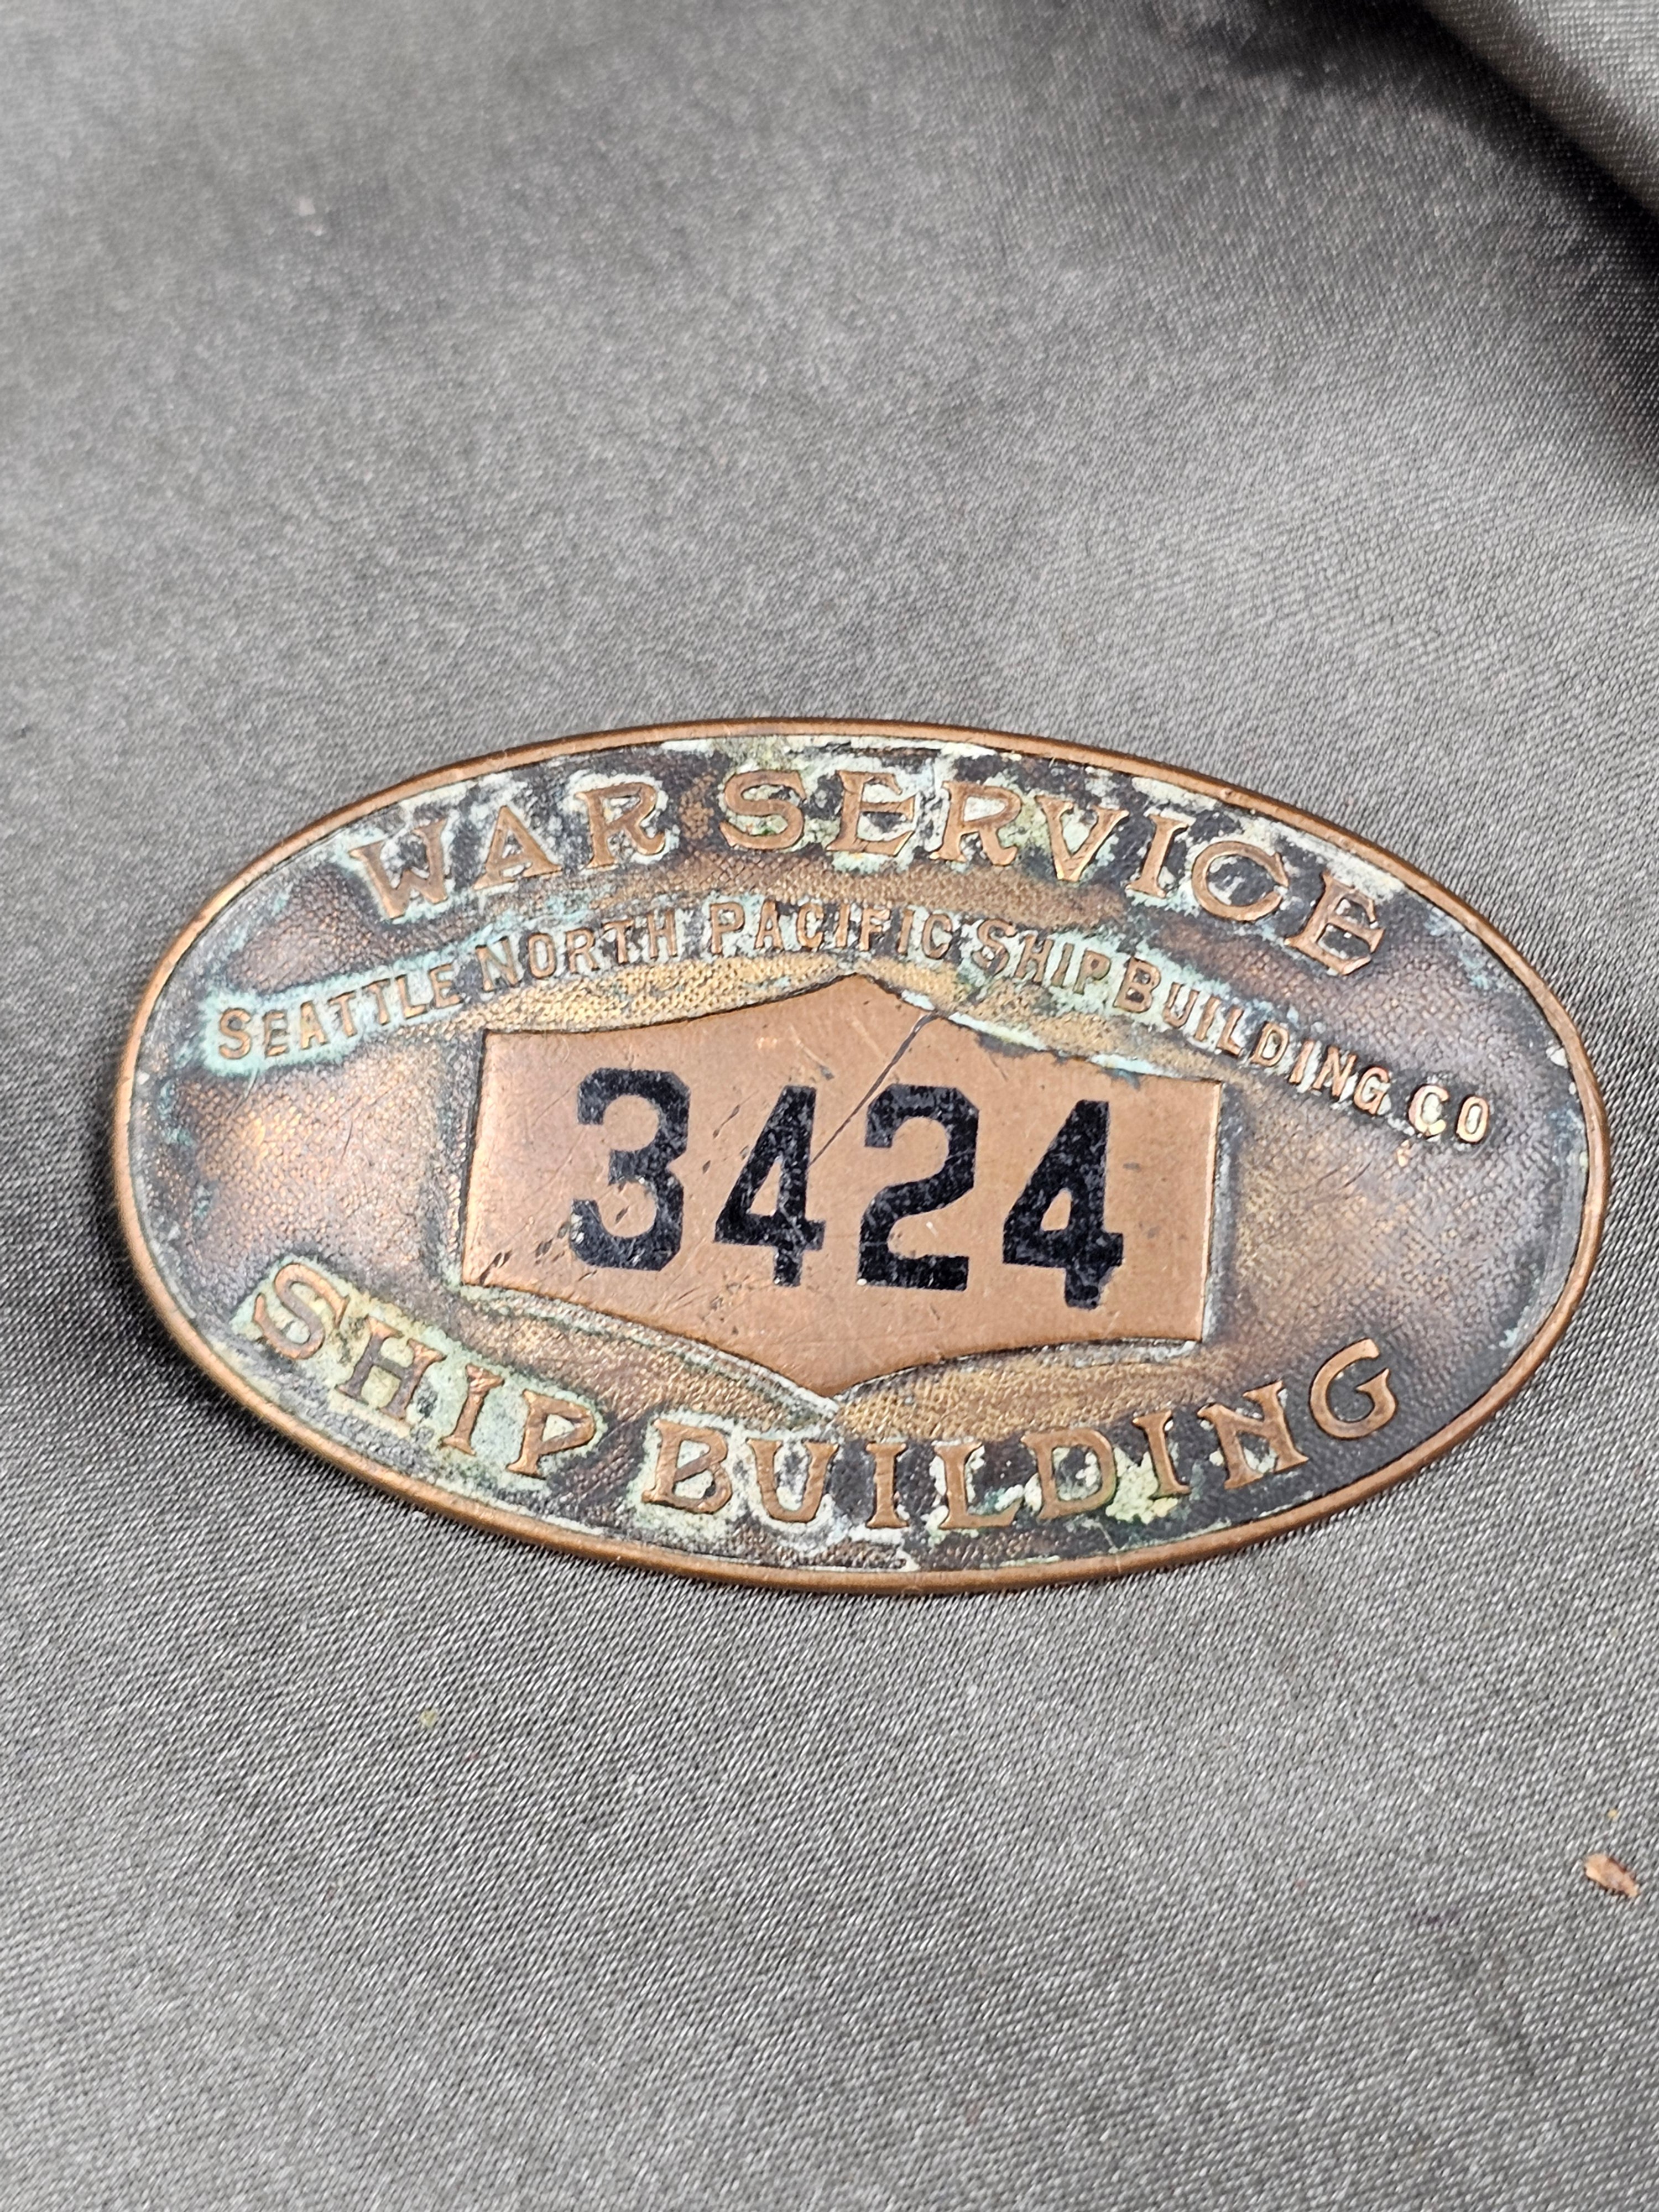 WAR SERVICE
SEATTLE NORTH PACIFIC SHIPBUILDING CO
3424
SHIP BUILDING